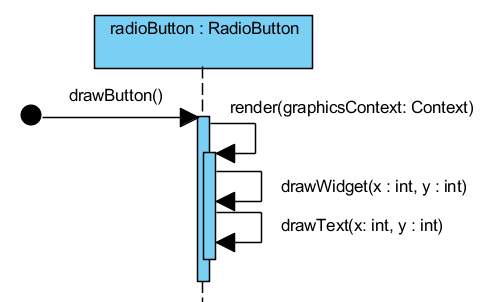 radioButton : RadioButton
drawButton()
render(graphicsContext: Context)
drawWidget(x : int, y : int)
drawText(x: int, y : int)